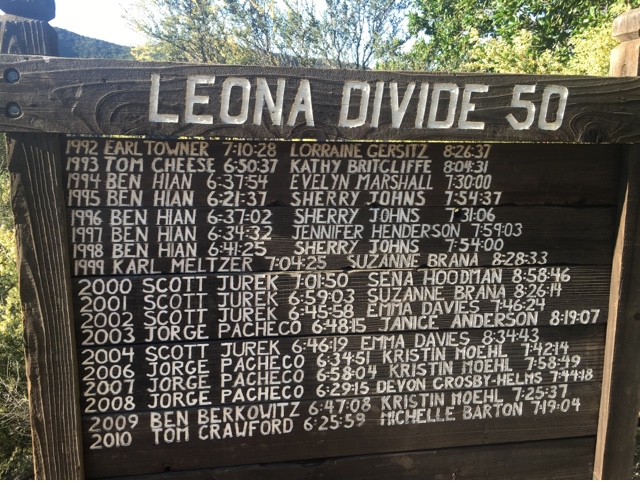 LEONA DIVIDE 50
1992 EARL TOWNER 7:10:28 LORRAINE GERSITZ 8:26:37
1993 TOM CHEESE 6:50:37 KATHY BRITCLIFFE 8:04:31
1994 BEN HIAN 6:37:54 EVELYN MARSHALL 7:30:00
1995 BEN HIAN 6:21:37 SHERRY JOHNS 7:54:37
1996 BEN HIAN 6:37:02 SHERRY JOHNS 7:31:06
1997 BEN HIAN 6:34:32 JENNIFER HENDERSON 7:59:03
1998 BEN HIAN 6:41:25 SHERRY JOHNS 7:54:00
1999 KARL MELTZER 7:04:25 SUZANNE BRANA 8:28:33
2000 SCOTT JUREK 7:01:50 SENA HOODMAN 8:58:46
2001 SCOTT JUREK 6:59:03 SUZANNE BRANA 8:26:14
2002 SCOTT JUREK 6:45:58 EMMA DAVIES 7:46:24
2003 JORGE PACHECO 6:48:15 JANICE ANDERSON 8:19:07
2004 SCOTT JUREK 6:46:19 EMMA DAVIES 8:34:43
2006 JORGE PACHECO 6:34:51 KRISTIN MOEHL 7:42:14
2007 JORGE PACHECO 6:58:04 KRISTIN MOEHL 7:58:49
2008 JORGE PACHECO 6:29:15 DEVON CROSBY-HELMS 7:44:18
2009 BEN BERKOWITZ 6:47:08 KRISTIN MOEHL 7:25:37
2010 TOM CRAWFORD 6:25:59 MICHELLE BARTON 7:19:04